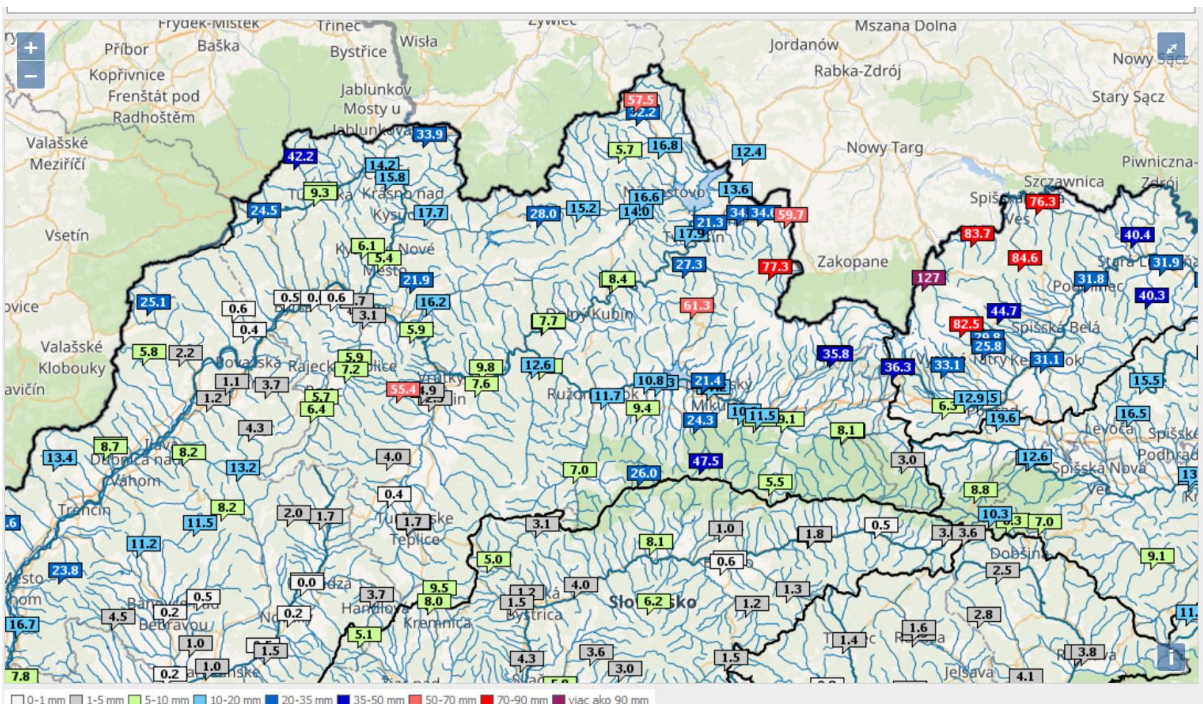 Frýdek-Místek
Třinec
Żywiec
Mszana Dolna
+
Příbor
Baška
Bystřice
Wisła
Jordanów
Nowy Sącz
−
Kopřivnice
Rabka-Zdrój
Frenštát pod
Radhoštěm
Jablunkov
Mosty u
Jablunkova
57.5
Stary Sącz
33.9
Valašské
Meziříčí
42.2
14.2
15.8
5.7
16.8
12.4
Nowy Targ
Piwniczna-
Zdrój
Szczawnica
9.3
Krásno nad
Kysu
16.6
13.6
76.3
24.5
17.7
28.0
15.2
14.0
21.3
34.
34.0
59.7
Ves
Vsetín
17.9
83.7
40.4
6.1
5.4
Nové
Mesto
27.3
77.3
Zakopane
84.6
31.9
21.9
8.4
127
31.8
25.1
0.6
0.5
0.6
3.1
16.2
61.3
40.3
44.7
0.4
5.9
7.7
Kubín
82.5
Spišská Belá
Valašské
Klobouky
5.8
2.2
5.9
7.2
9.8
12.6
35.8
25.8
33.1
31.1
36.3
1.1
3.7
7.6
10.8
21.4
15.5
1.2
5.7
55.4
4.9
11.7
12.9
6.4
9.4
11.5
9.1
6.3
19.6
16.5
4.3
24.3
8.1
Levoča
8.7
8.2
13.4
Dubnica nad
Váhom
13.2
4.0
7.0
26.0
47.5
5.5
3.0
12.6
Spišská Nová
Ves
0.4
8.8
Trenčín
8.2
2.0
1.7
1.7
Teplice
3.1
1.0
0.5
10.3
7.0
11.5
11.2
8.1
1.8
3.6
5.0
0.6
Dobšiná
9.1
23.8
0.0
4.0
2.5
3.7
9.5
1.3
4.5
0.5
0.2
0.2
Handlová
8.0
Kremnica
1.5
Bystrica
6.2
1.2
2.8
16.7
5.1
1.6
1.0
1.5
3.6
1.4
3.8
1.0
4.3
3.0
1.5
Jelšava
7.8
0.2
4.1
i
0-1 mm 1-5 mm 5-10 mm 10-20 mm 20-35 mm 35-50 mm 50-70 mm 70-90 mm viac ako 90 mm